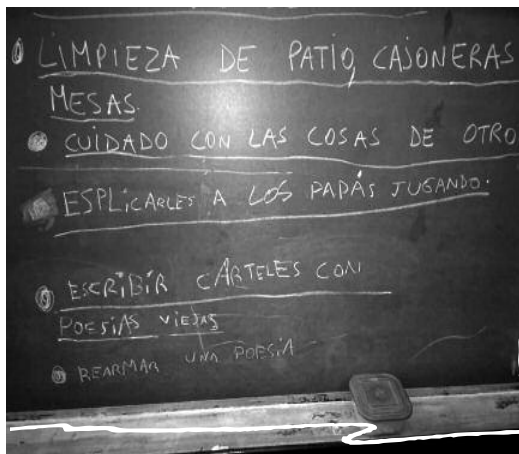 LIMPIEZA DE PATIO, CAJONERAS
MESAS.
CUIDADO CON LAS COSAS DE OTRO
ESPLICARLES A LOS PAPÁS JUGANDO.
ESCRIBIR CARTELES CON
POESIAS VIEJAS
REARMAR UNA POESIA